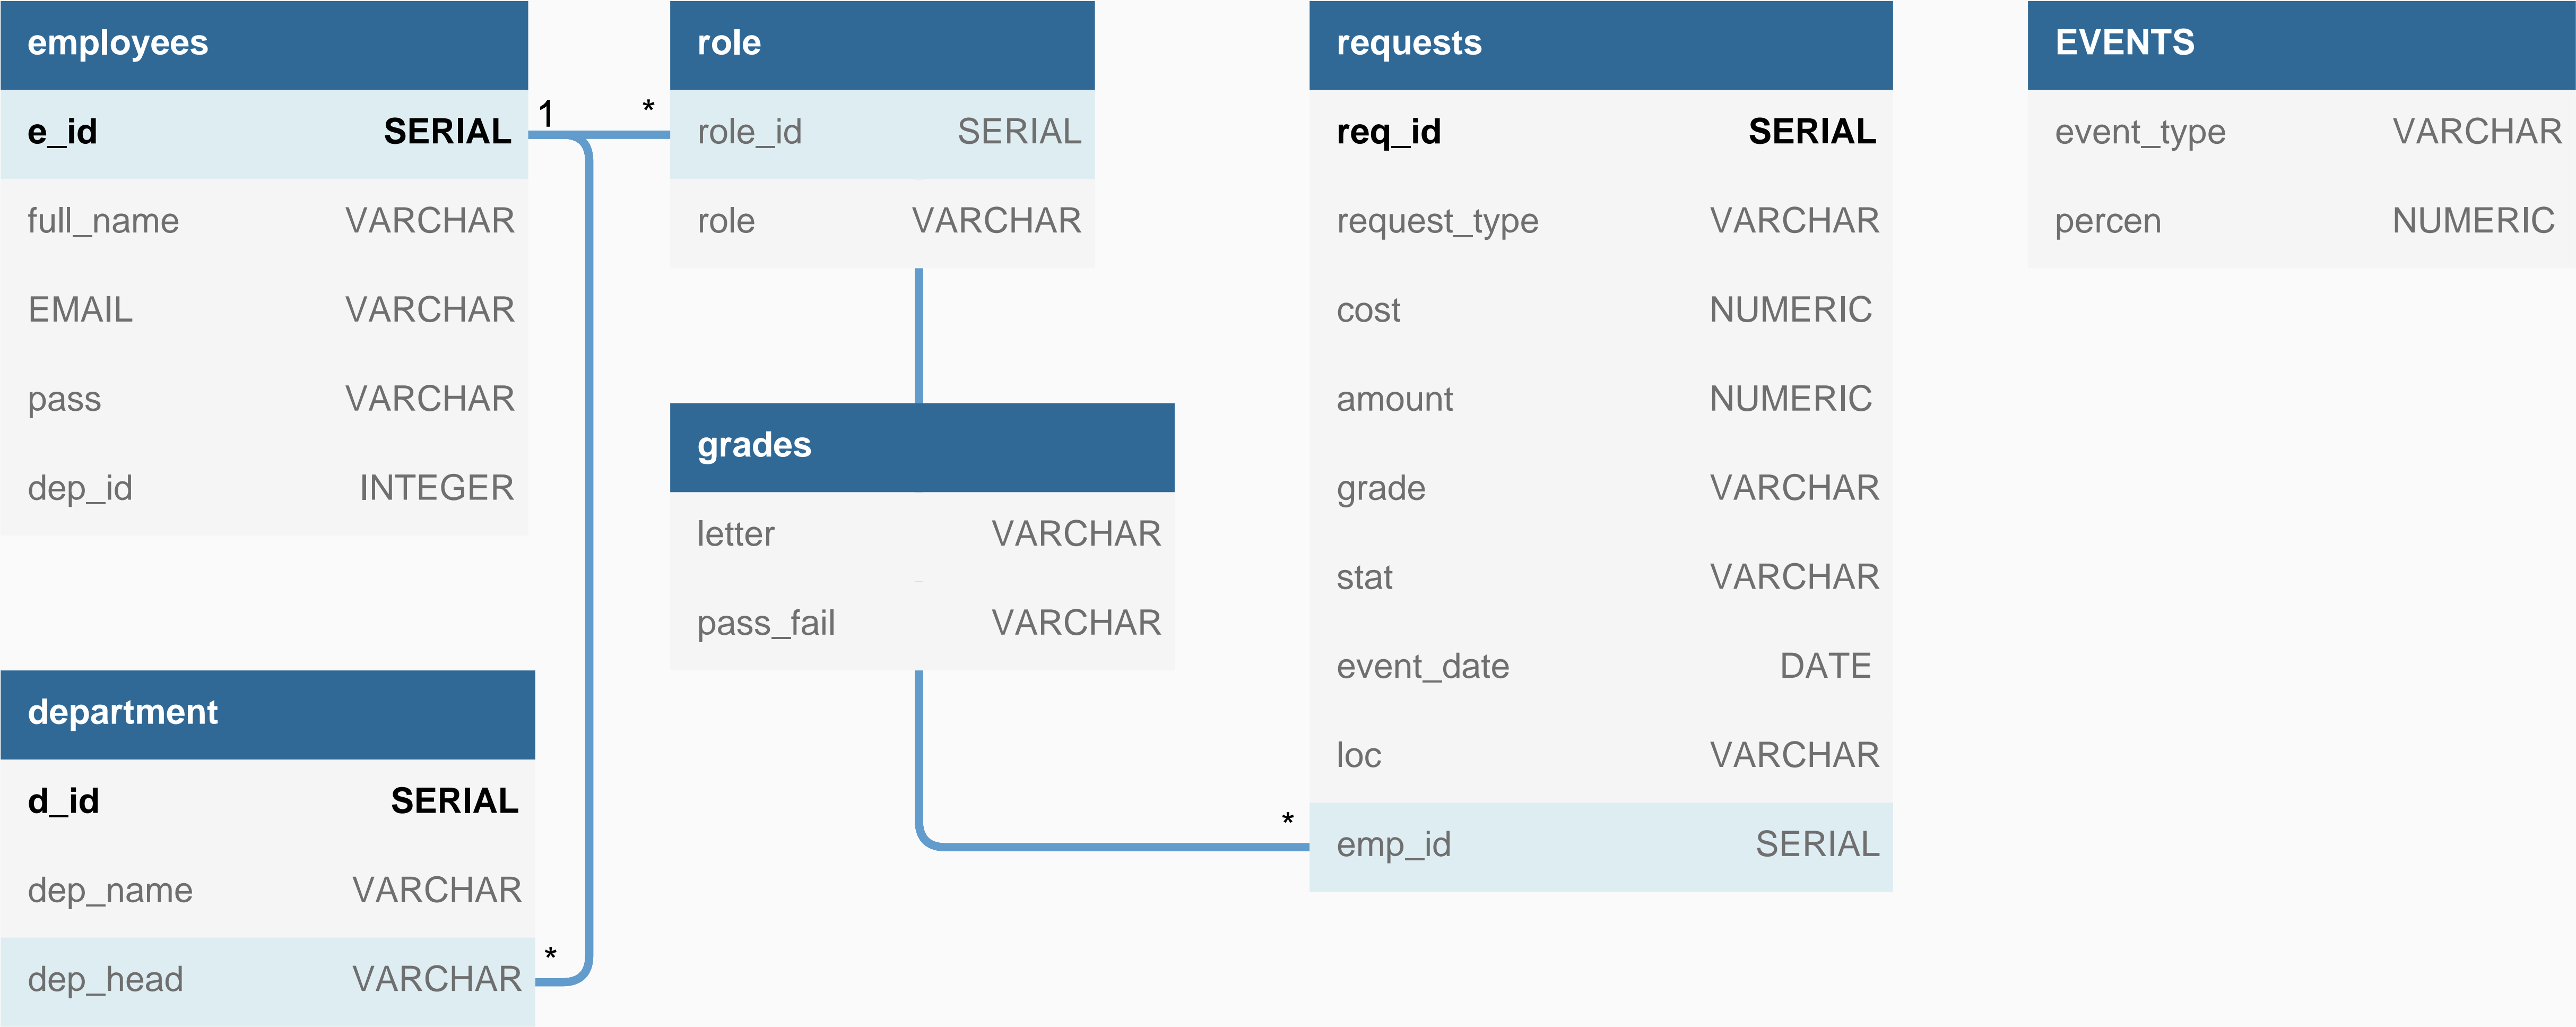 employees
1
e_id SERIAL
full_name VARCHAR
EMAIL VARCHAR
pass VARCHAR
dep_id INTEGER
department
d_id SERIAL
dep_name VARCHAR
*
dep_head VARCHAR
role
*
role_id SERIAL
role VARCHAR
grades
letter VARCHAR
pass_fail VARCHAR
requests
req_id SERIAL
request_type VARCHAR
cost NUMERIC
amount NUMERIC
grade VARCHAR
stat VARCHAR
event_date DATE
loc VARCHAR
*
emp_id SERIAL
EVENTS
event_type VARCHAR
percen NUMERIC